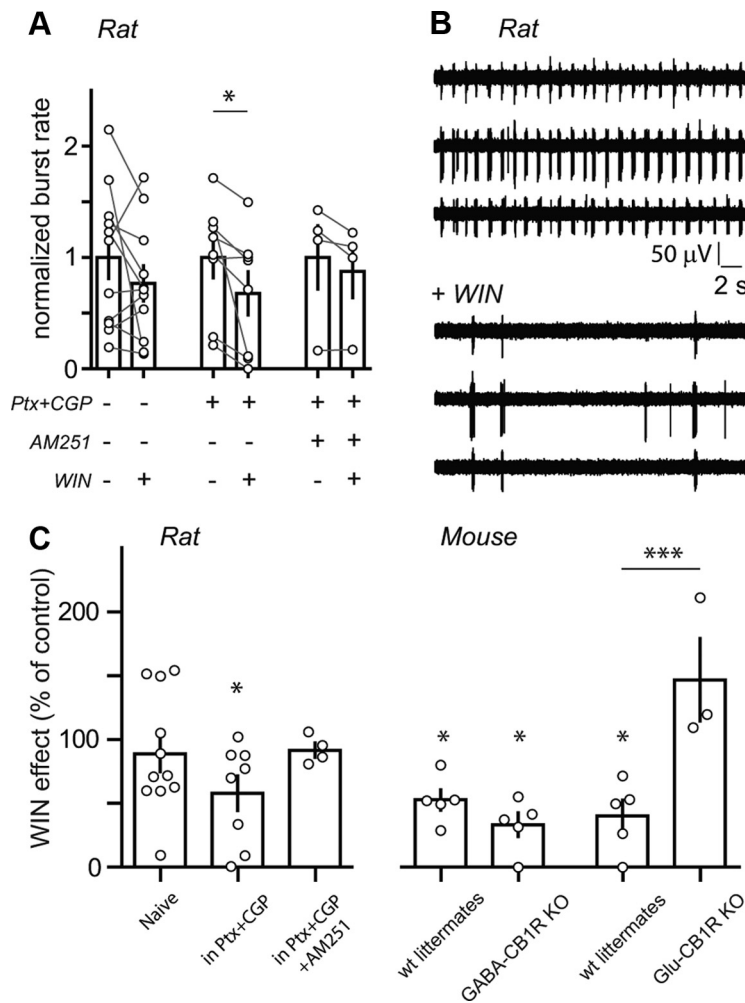 A
Rat
normalized burst rate
2
1
0
*
Ptx+CGP - - + + + +
AM251 - - - - + +
WIN - + - + - +
B
Rat
50 µV
2 s
+ WIN
C
Rat
Mouse
WIN effect (% of control)
200
100
0
*
*
*
*
***
Naive
in Ptx+CGP
in Ptx+CGP
+AM251
wt littermates
GABA-CB1R KO
wt littermates
Glu-CB1R KO